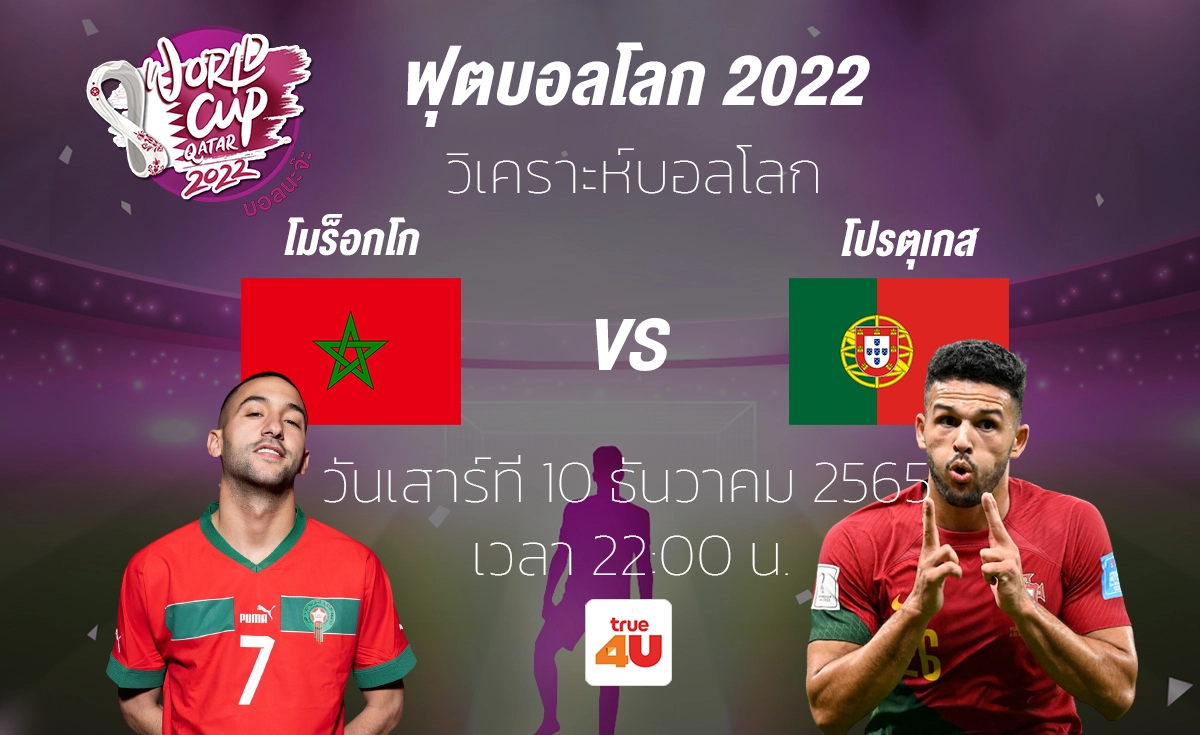 WORLD
CUP
QATAR
2022
บอลนะจ๊ะ
ฟุตบอลโลก 2022
วิเคราะห์บอลโลก
โมร็อกโก
โปรตุเกส
VS
วันเสาร์ที่ 10 ธันวาคม 2565
เวลา 22:00 น.
PUMA
7
26
true
4U